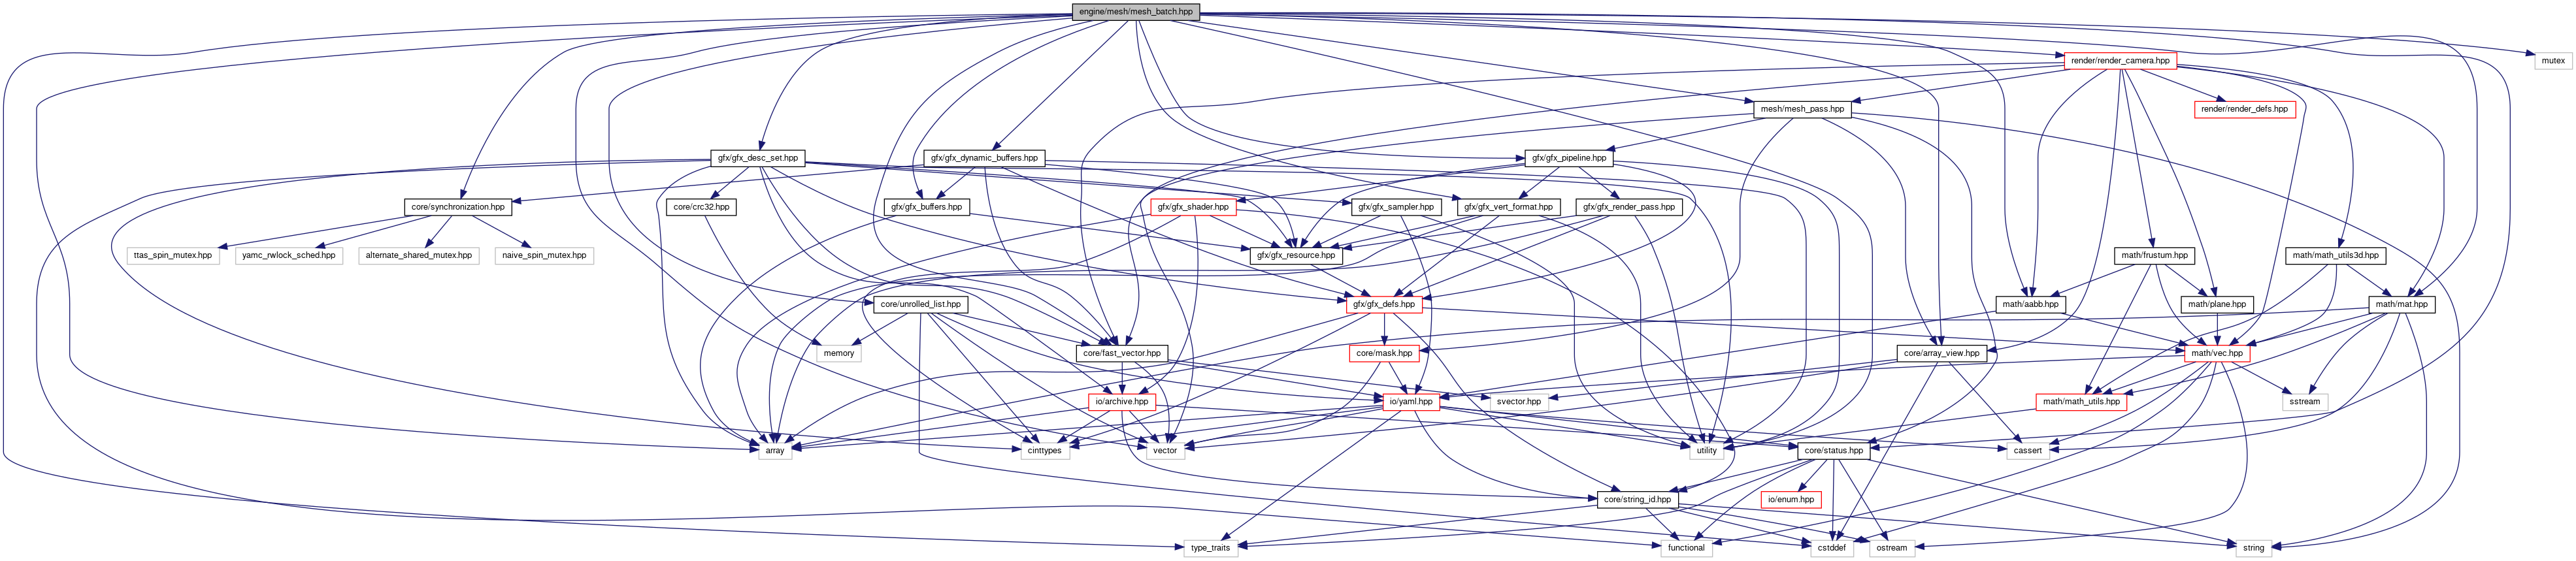 engine/mesh/mesh_batch.hpp
render/render_camera.hpp
mutex
mesh/mesh_pass.hpp
render/render_defs.hpp
gfx/gfx_desc_set.hpp
gfx/gfx_dynamic_buffers.hpp
gfx/gfx_pipeline.hpp
core/synchronization.hpp
core/crc32.hpp
gfx/gfx_buffers.hpp
gfx/gfx_shader.hpp
gfx/gfx_sampler.hpp
gfx/gfx_vert_format.hpp
gfx/gfx_render_pass.hpp
ttas_spin_mutex.hpp
yamc_rwlock_sched.hpp
alternate_shared_mutex.hpp
naive_spin_mutex.hpp
gfx/gfx_resource.hpp
math/frustum.hpp
math/math_utils3d.hpp
core/unrolled_list.hpp
gfx/gfx_defs.hpp
math/aabb.hpp
math/plane.hpp
math/mat.hpp
memory
core/fast_vector.hpp
core/mask.hpp
core/array_view.hpp
math/vec.hpp
io/archive.hpp
io/yaml.hpp
svector.hpp
math/math_utils.hpp
sstream
array
cinttypes
vector
utility
core/status.hpp
cassert
core/string_id.hpp
io/enum.hpp
type_traits
functional
cstddef
ostream
string